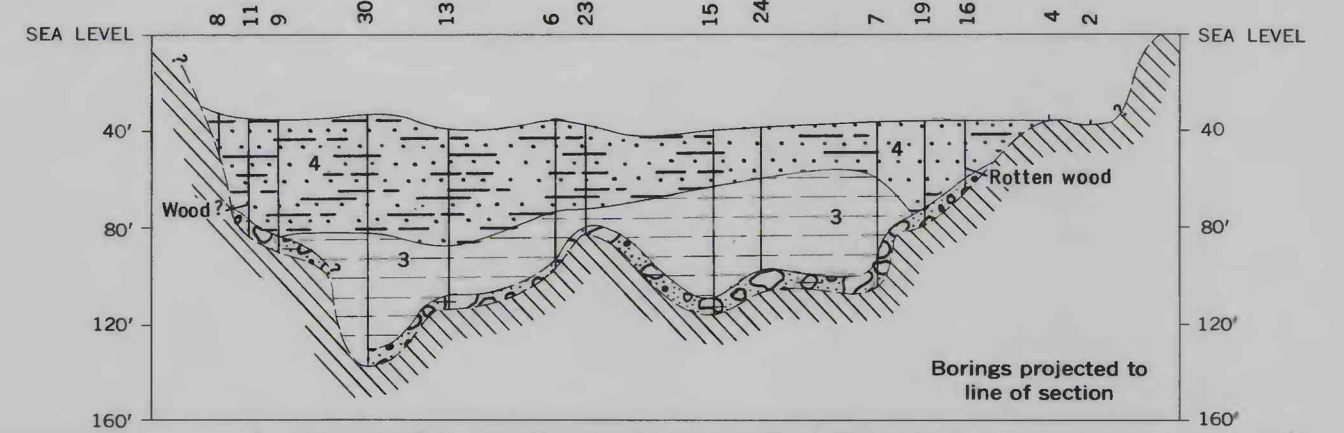 8 11 9 30 13 6 23 15 24 7 19 16 4 2
SEA LEVEL
SEA LEVEL
?
40'
40
4
4
?
Wood?
Rotten wood
80'
80'
3
3
?
120'
120'
Borings projected to
line of section
160'
160'